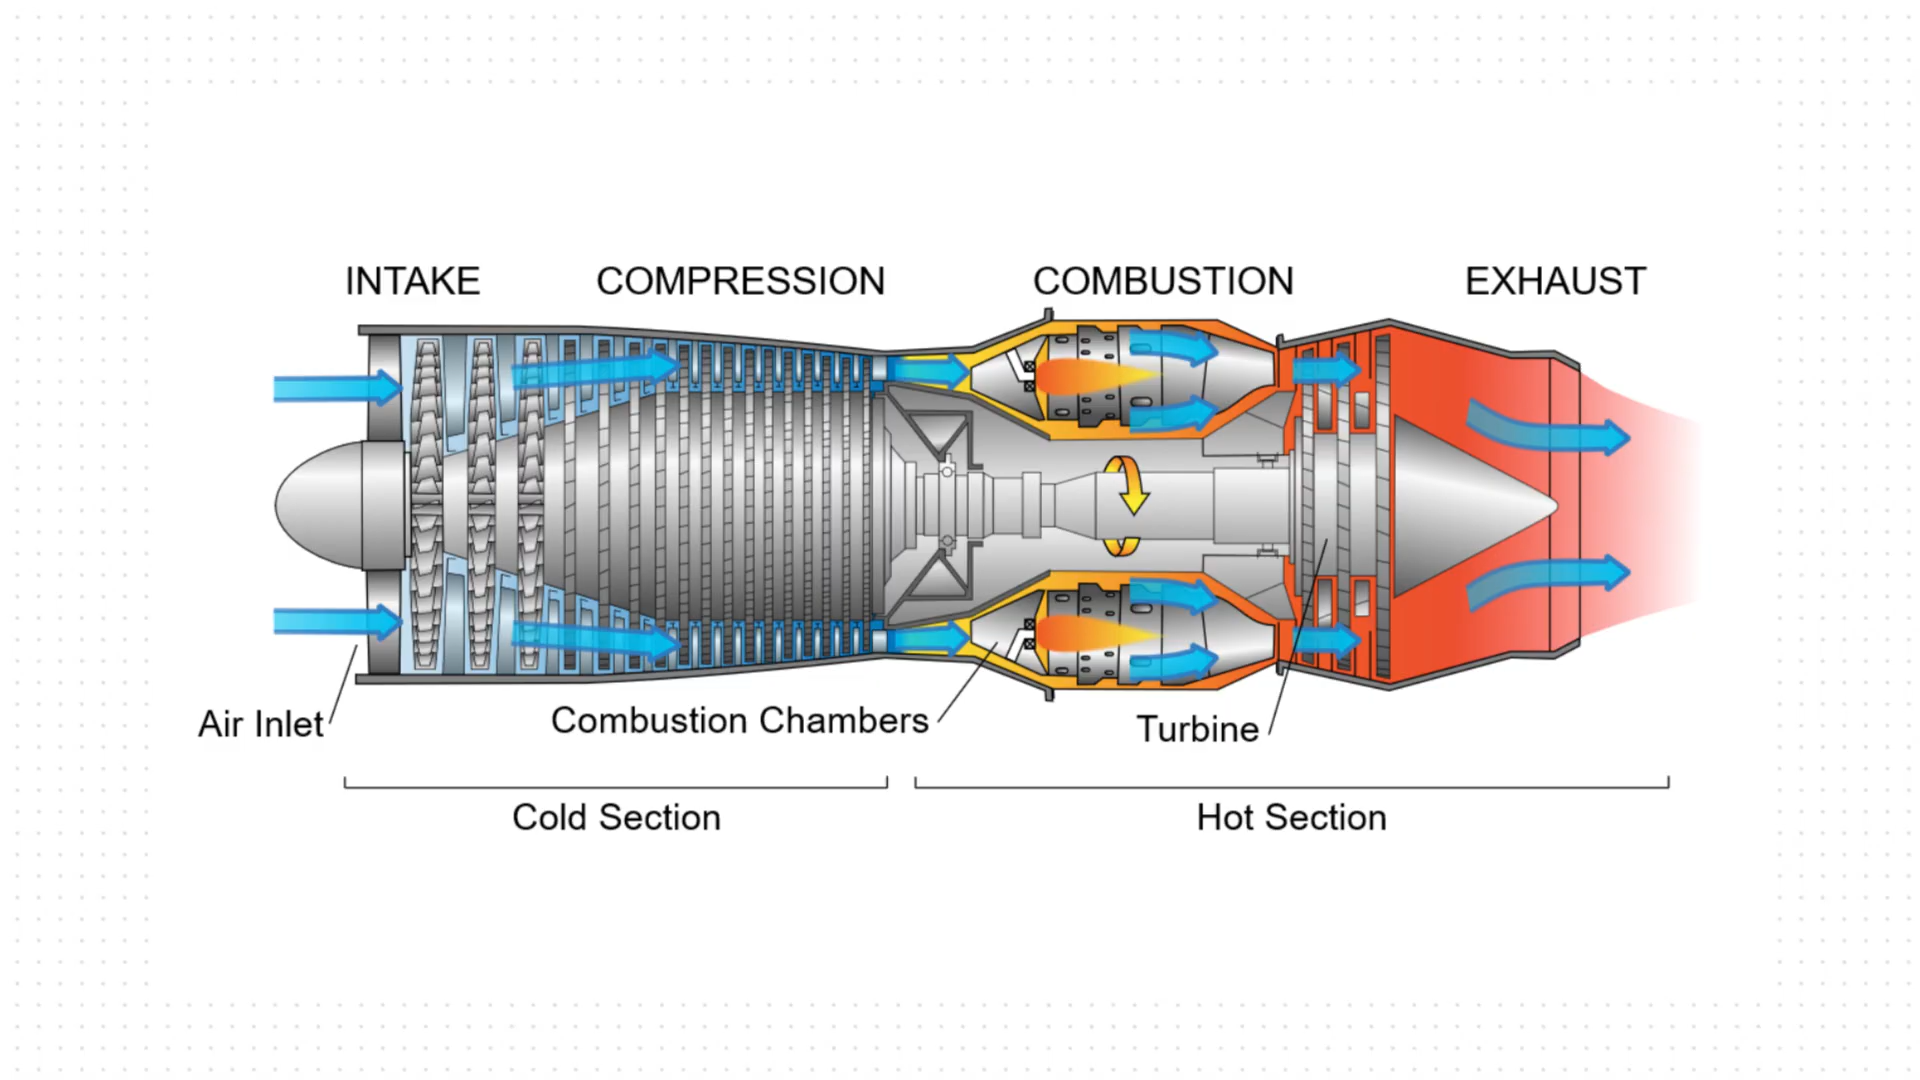 INTAKE
COMPRESSION
COMBUSTION
EXHAUST
Air Inlet
Combustion Chambers
Turbine
Cold Section
Hot Section